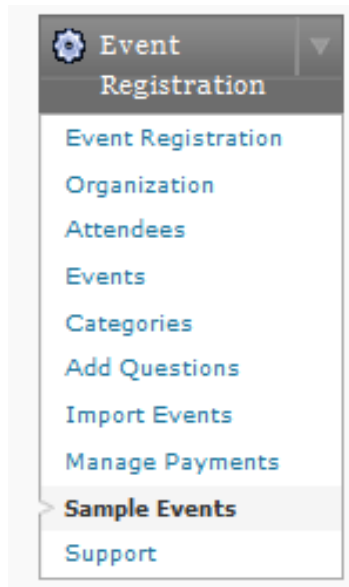 Event
Registration
Event Registration
Organization
Attendees
Events
Categories
Add Questions
Import Events
Manage Payments
Sample Events
Support